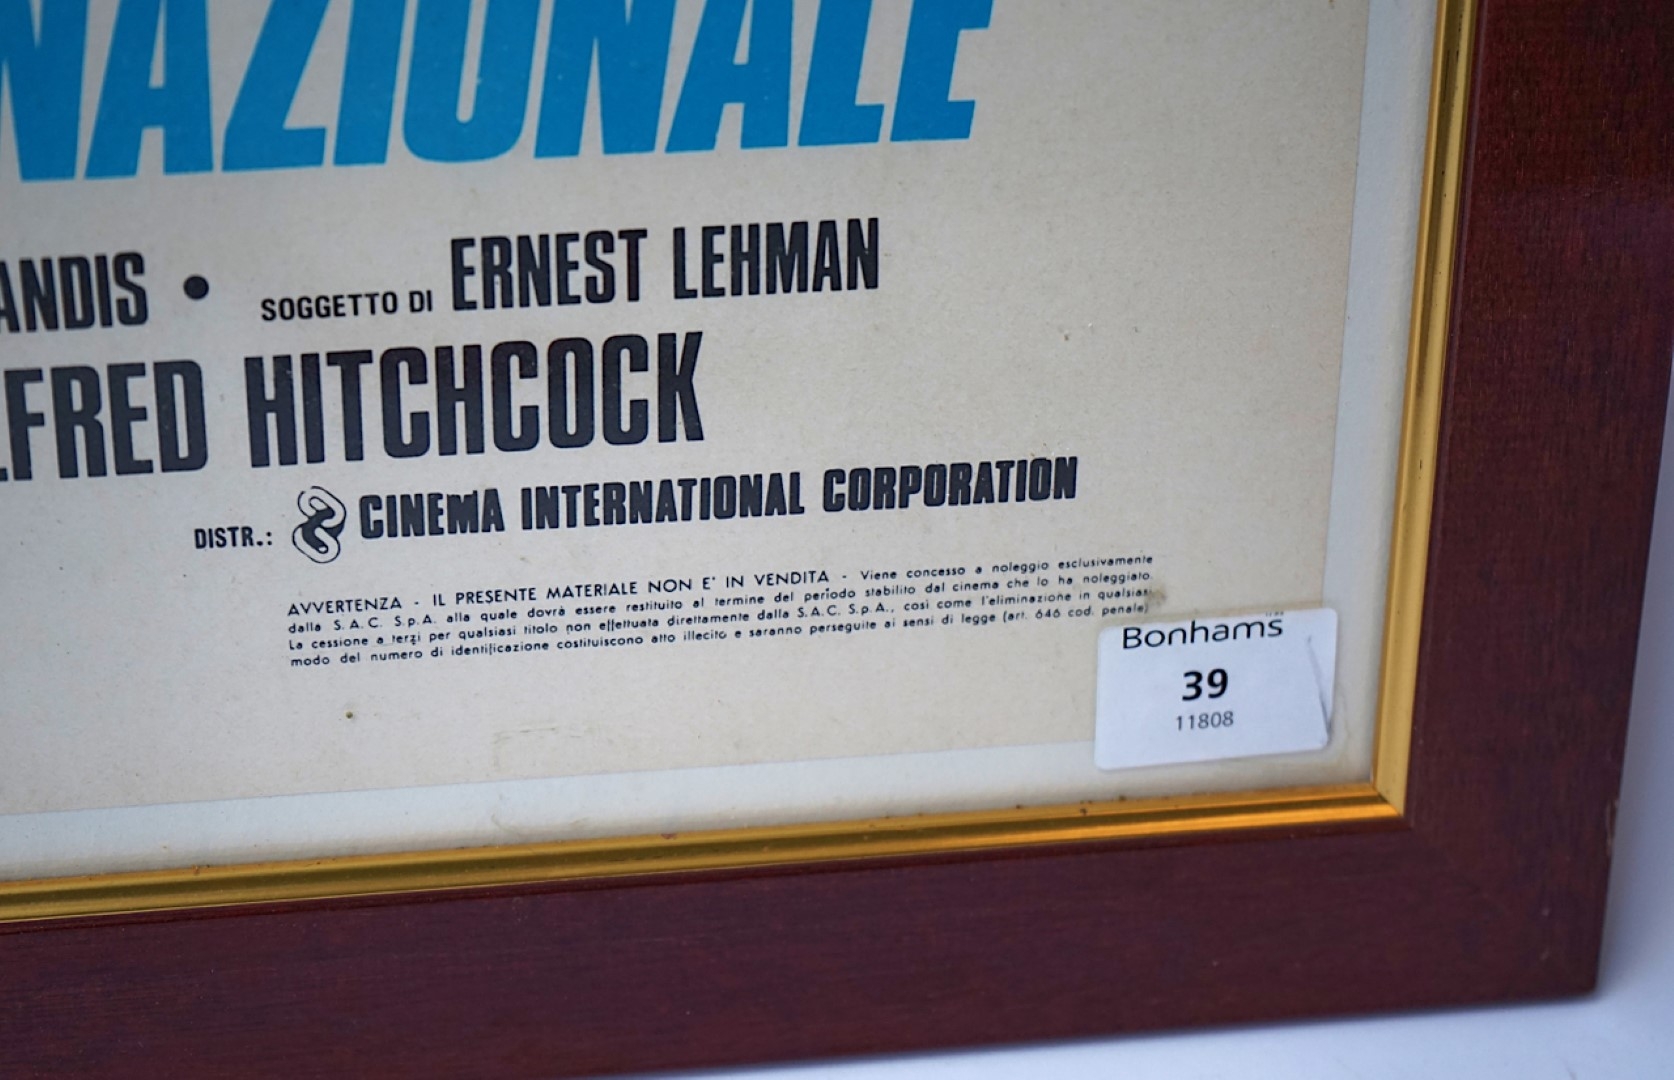 NAZIONALE
ANDIS • SOGGETTO DI ERNEST LEHMAN
LFRED HITCHCOCK
DISTR.: CINEMA INTERNATIONAL CORPORATION
AVVERTENZA - IL PRESENTE MATERIALE NON E' IN VENDITA - Viene concesso a noleggio esclusivamente
dalla S.A.C. S.p.A. alla quale dovrà essere restituito al termine del periodo stabilito dal cinema che lo ha noleggiato.
La cessione a terzi per qualsiasi titolo non effettuata direttamente dalla S.A.C. S.p.A., così come l'eliminazione in qualsiasi
modo del numero di identificazione costituiscono atto illecito e saranno perseguite ai sensi di legge (art. 646 cod. penale)
Bonhams
39
11808